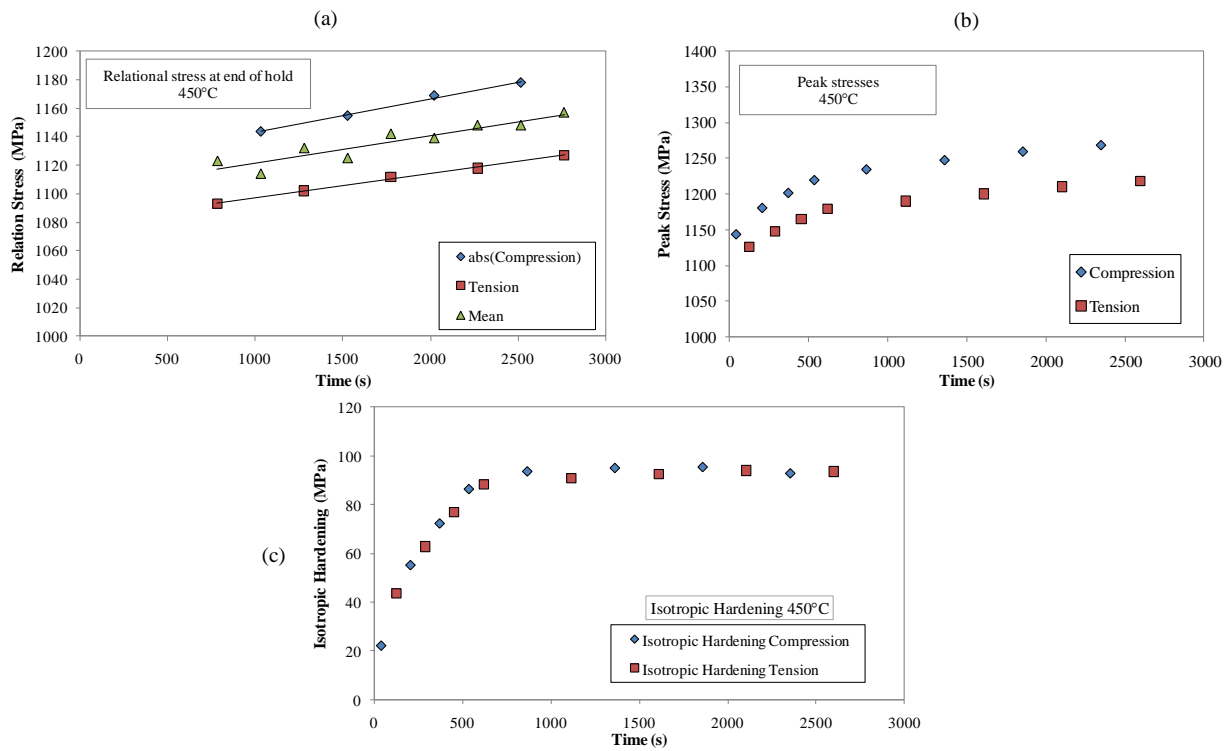 (a)
1200
1180
1160
1140
1120
1100
1080
1060
1040
1020
1000
Relation Stress (MPa)
Relational stress at end of hold
450°C
abs(Compression)
Tension
Mean
0 500 1000 1500 2000 2500 3000
Time (s)
(b)
1400
1350
1300
1250
1200
1150
1100
1050
1000
Peak Stress (MPa)
Peak stresses
450°C
Compression
Tension
0 500 1000 1500 2000 2500 3000
Time (s)
(c)
120
100
80
60
40
20
0
Isotropic Hardening (MPa)
Isotropic Hardening 450°C
Isotropic Hardening Compression
Isotropic Hardening Tension
0 500 1000 1500 2000 2500 3000
Time (s)